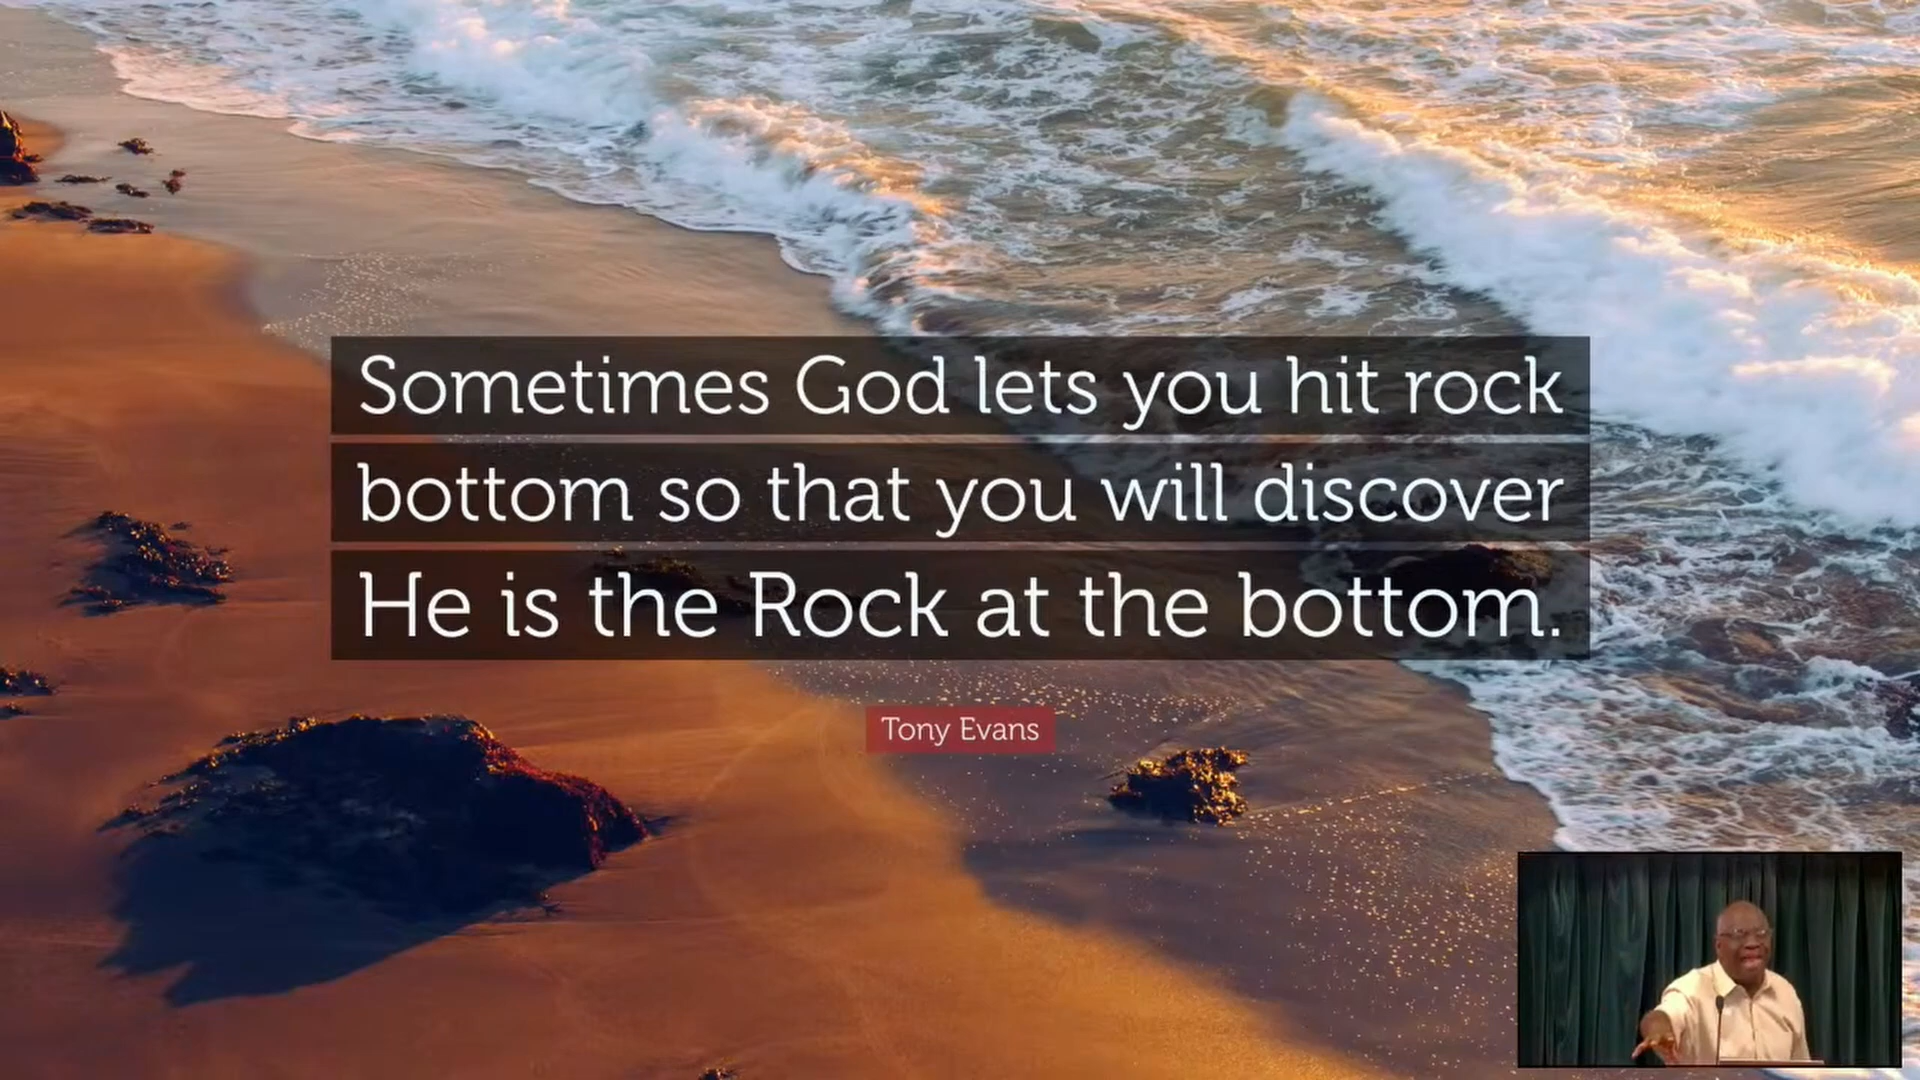 Sometimes God lets you hit rock
bottom so that you will discover
He is the Rock at the bottom.
Tony Evans